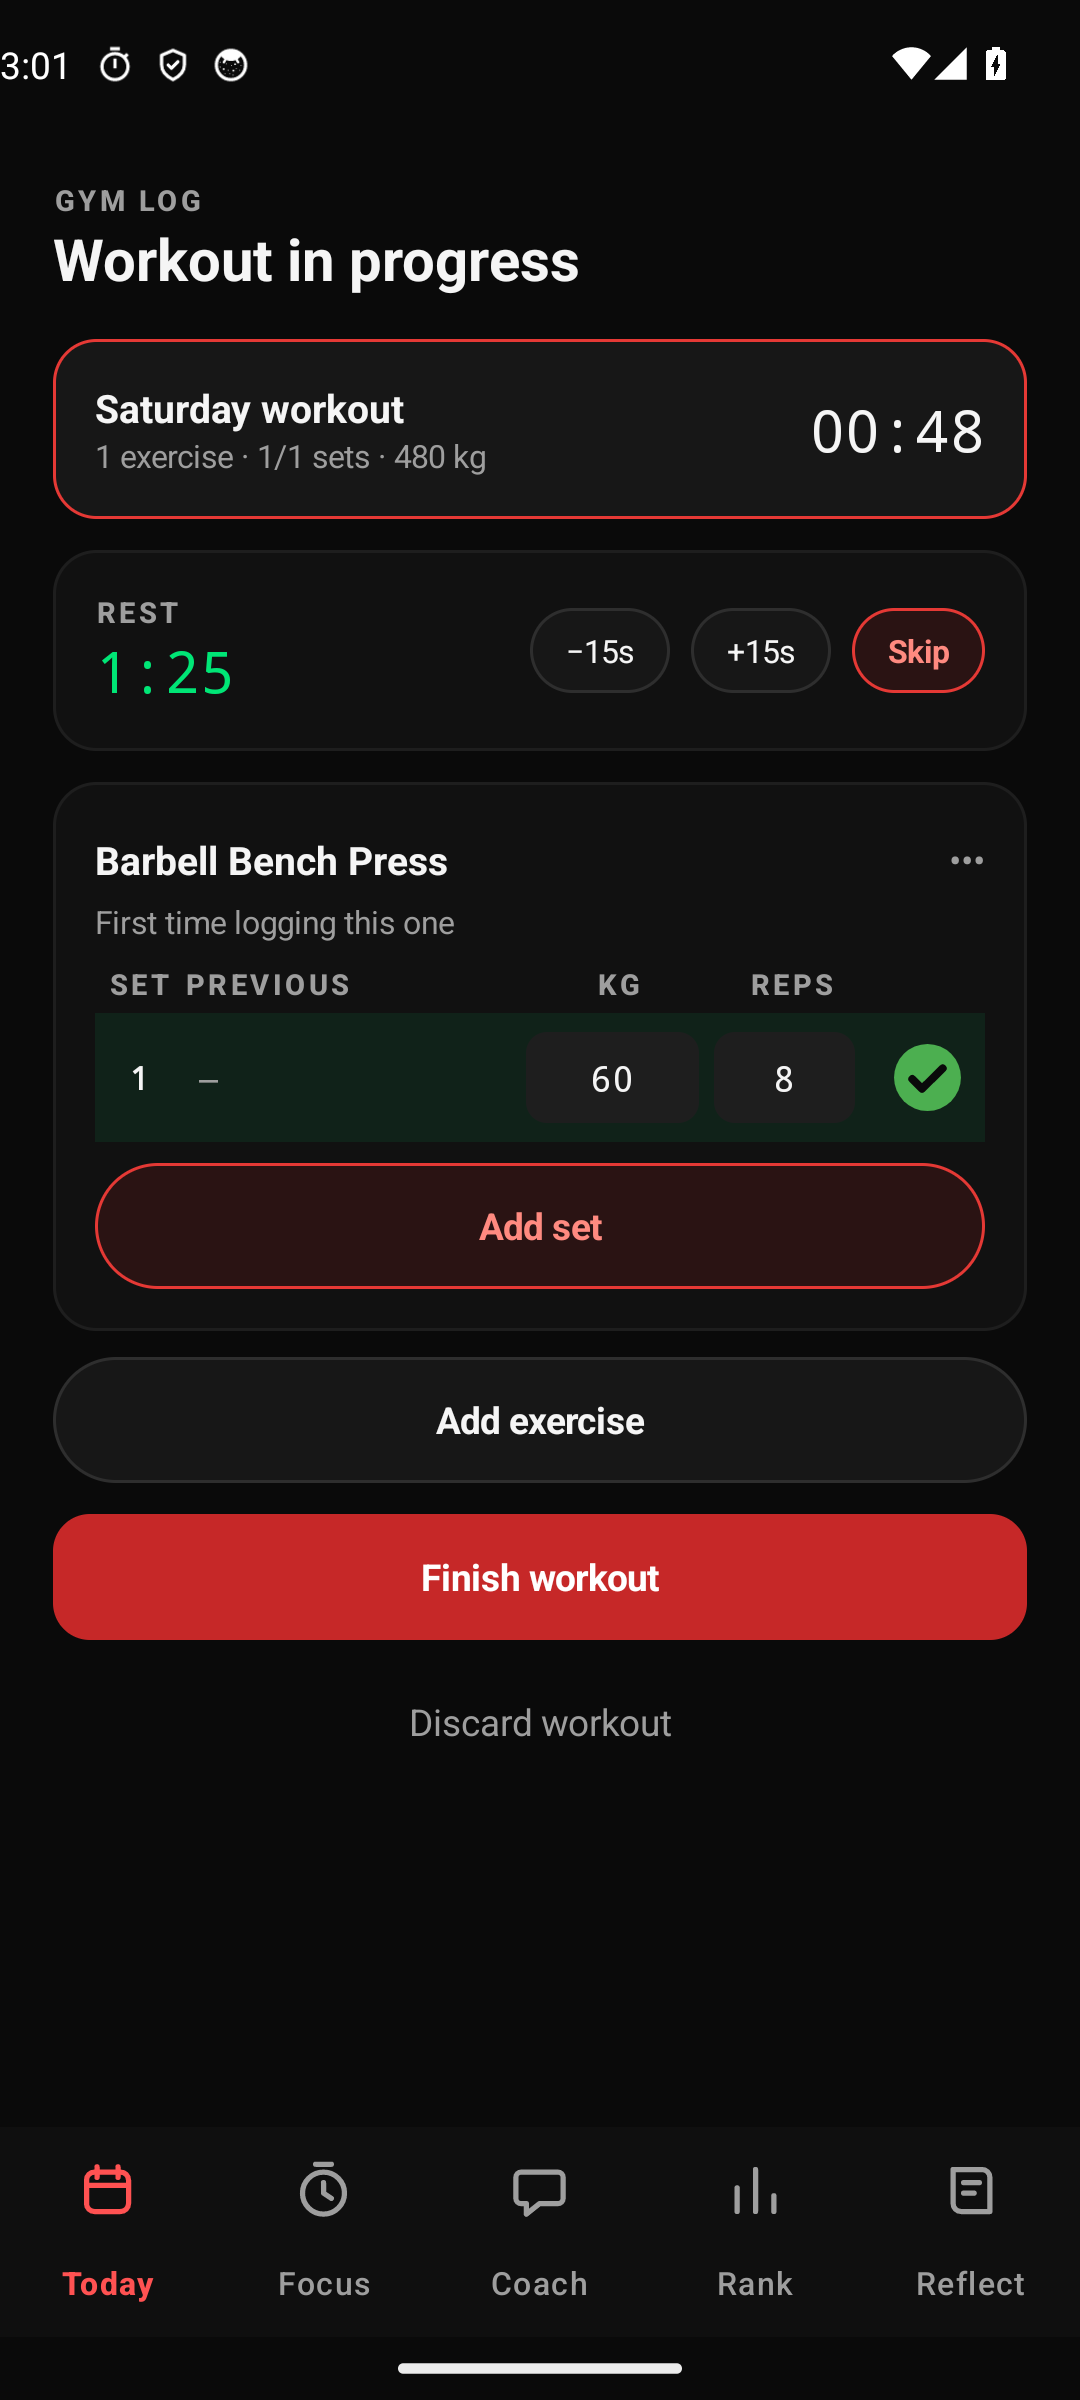 3:01
GYM LOG
Workout in progress
Saturday workout
1 exercise · 1/1 sets · 480 kg
00:48
REST
1:25
−15s
+15s
Skip
Barbell Bench Press
First time logging this one
SET PREVIOUS KG REPS
1 – 60 8
Add set
Add exercise
Finish workout
Discard workout
Today Focus Coach Rank Reflect